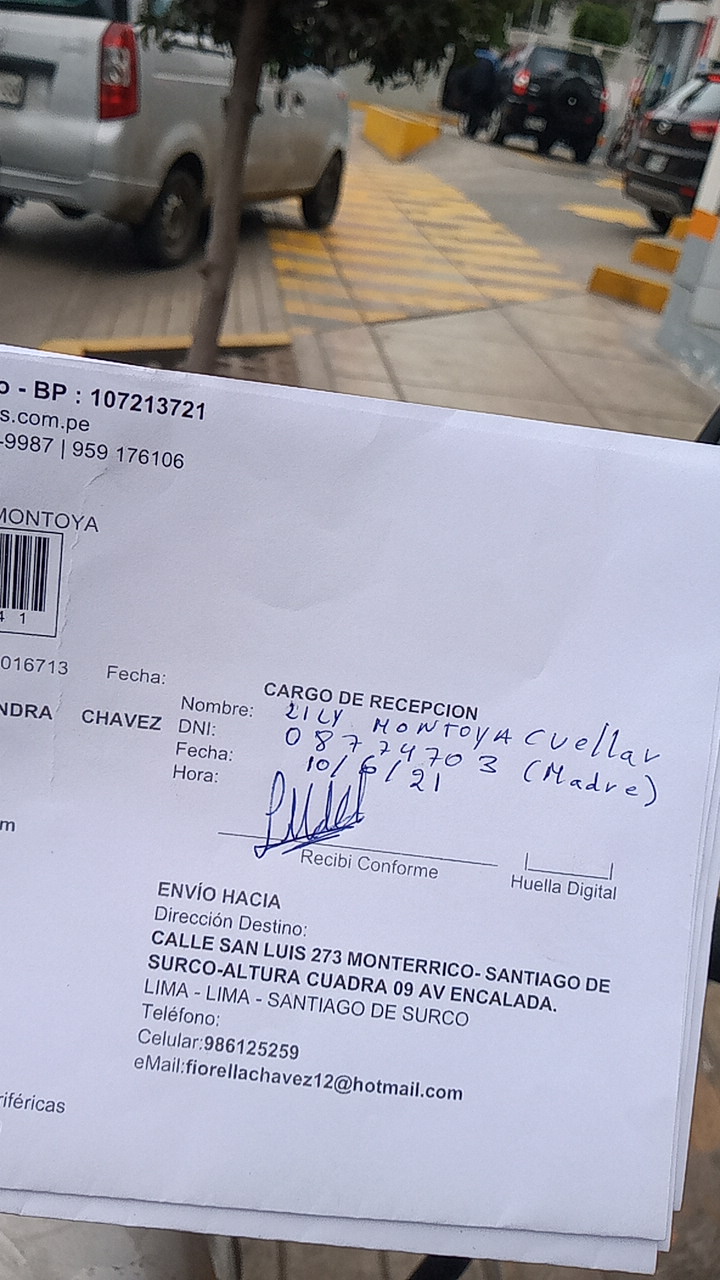 o - BP : 107213721
s.com.pe
-9987 | 959 176106
MONTOYA
4 1
016713 Fecha:
CARGO DE RECEPCION
Nombre: LILY MONTOYA Cuellar
NDRA CHAVEZ DNI: 08774703 (Madre)
Fecha: 10/6/21
Hora:
m
Recibi Conforme
Huella Digital
ENVÍO HACIA
Dirección Destino:
CALLE SAN LUIS 273 MONTERRICO- SANTIAGO DE
SURCO-ALTURA CUADRA 09 AV ENCALADA.
LIMA - LIMA - SANTIAGO DE SURCO
Teléfono:
Celular:986125259
eMail:fiorellachavez12@hotmail.com
riféricas